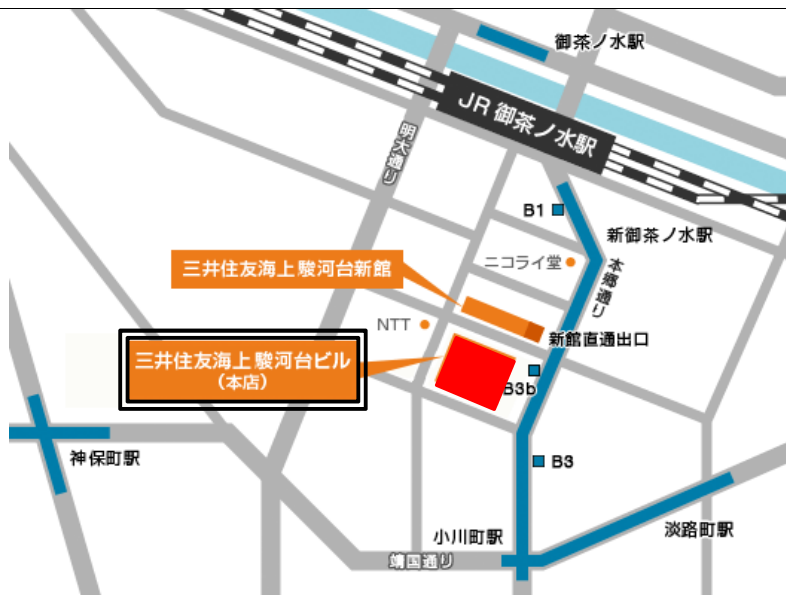 御茶ノ水駅
JR御茶ノ水駅
明大通り
B1
新御茶ノ水駅
ニコライ堂
本郷通り
三井住友海上駿河台新館
NTT
新館直通出口
三井住友海上駿河台ビル
（本店）
B3b
神保町駅
B3
小川町駅
淡路町駅
靖国通り